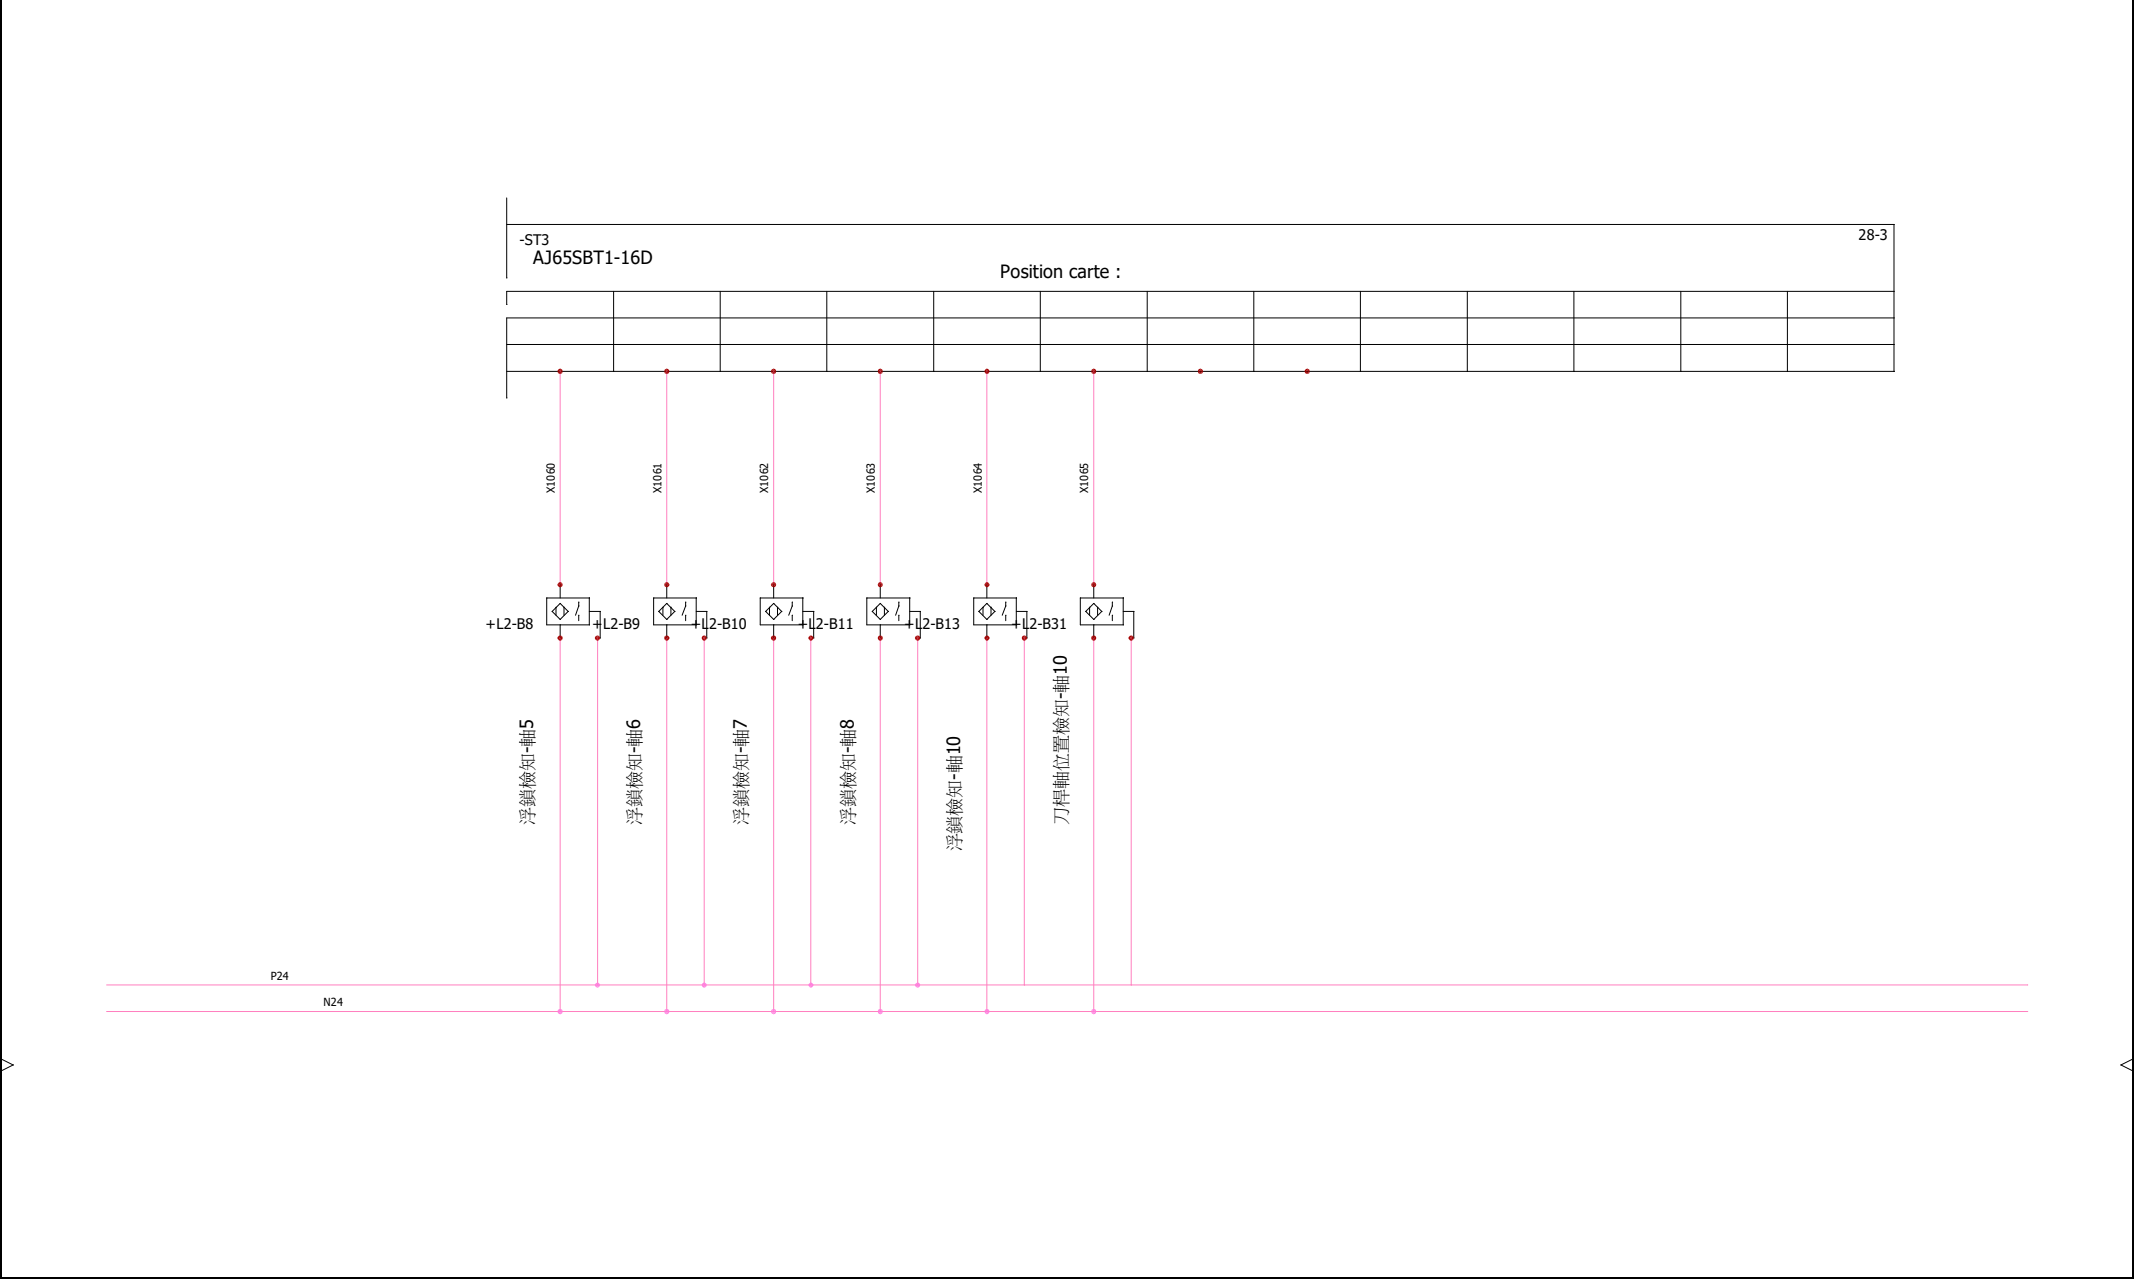 -ST3
28-3
AJ65SBT1-16D
Position carte :
X1060
X1061
X1062
X1063
X1064
X1065
+L2-B8
+L2-B9
+L2-B10
+L2-B11
+L2-B13
+L2-B31
浮鎖檢知-軸5
浮鎖檢知-軸6
浮鎖檢知-軸7
浮鎖檢知-軸8
浮鎖檢知-軸10
刀桿軸位置檢知-軸10
P24
N24